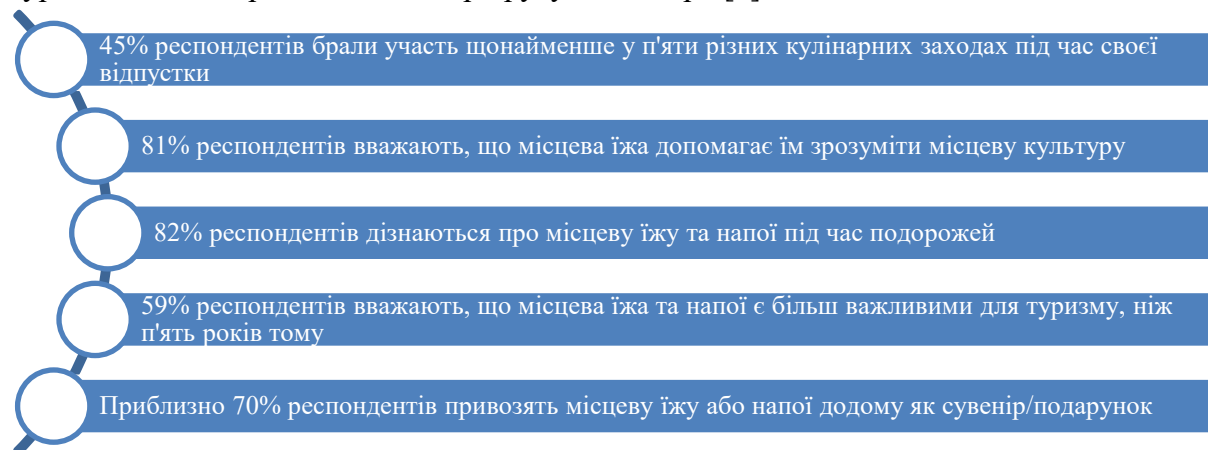 45% респондентів брали участь щонайменше у п'яти різних кулінарних заходах під час своєї
відпустки
81% респондентів вважають, що місцева їжа допомагає їм зрозуміти місцеву культуру
82% респондентів дізнаються про місцеву їжу та напої під час подорожей
59% респондентів вважають, що місцева їжа та напої є більш важливими для туризму, ніж
п'ять років тому
Приблизно 70% респондентів привозять місцеву їжу або напої додому як сувенір/подарунок